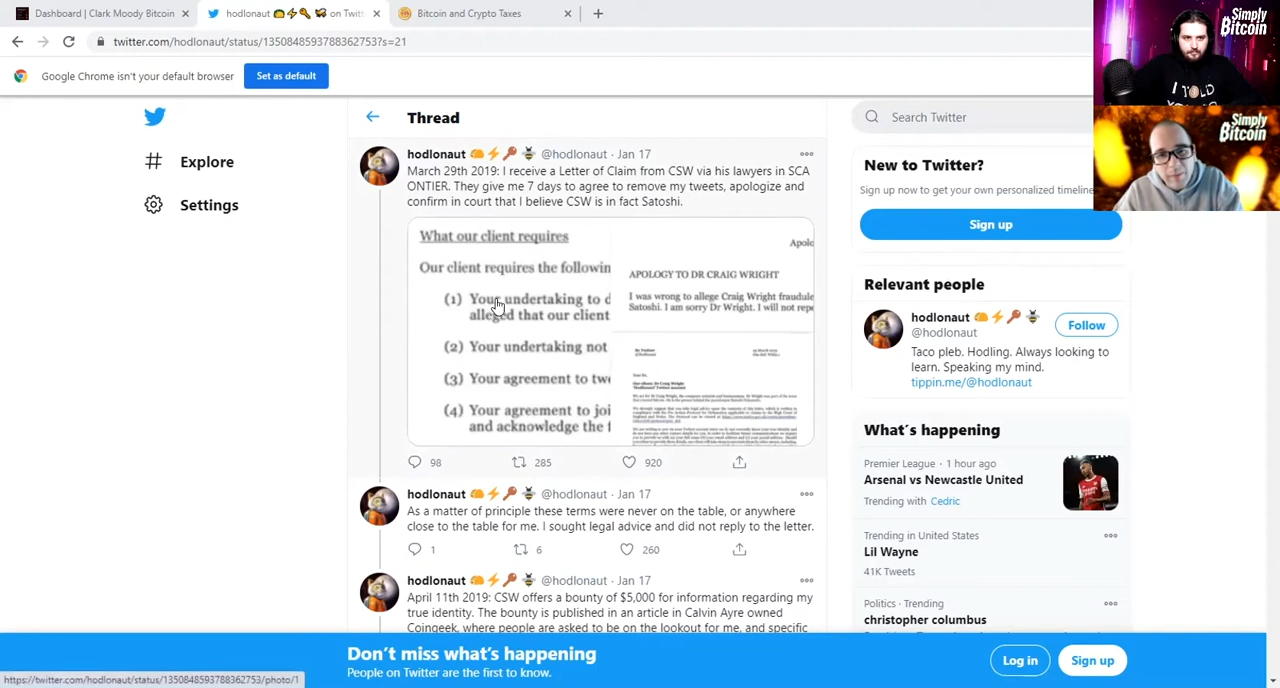 Dashboard | Clark Moody Bitcoin
hodlonaut
on Twitt
Bitcoin and Crypto Taxes
twitter.com/hodlonaut/status/1350848593788362753?s=21
Google Chrome isn't your default browser
Set as default
Simply
Bitcoin
I TOLD
Simply
Bitcoin
Explore
Settings
Thread
hodlonaut @hodlonaut · Jan 17
March 29th 2019: I receive a Letter of Claim from CSW via his lawyers in SCA
ONTIER. They give me 7 days to agree to remove my tweets, apologize and
confirm in court that I believe CSW is in fact Satoshi.
What our client requires
Our client requires the followin
(1) Your undertaking to d
alleged that our client
(2) Your undertaking not
(3) Your agreement to twe
(4) Your agreement to joi
and acknowledge the f
Apolo
APOLOGY TO DR CRAIG WRIGHT
I was wrong to allege Craig Wright fraudule
Satoshi. I am sorry Dr Wright. I will not repe
98
285
920
hodlonaut @hodlonaut · Jan 17
As a matter of principle these terms were never on the table, or anywhere
close to the table for me. I sought legal advice and did not reply to the letter.
1
6
260
hodlonaut @hodlonaut · Jan 17
April 11th 2019: CSW offers a bounty of $5,000 for information regarding my
true identity. The bounty is published in an article in Calvin Ayre owned
Coingeek, where people are asked to be on the lookout for me, and specific
Search Twitter
New to Twitter?
Sign up now to get your own personalized timeline
Sign up
Relevant people
hodlonaut
@hodlonaut
Follow
Taco pleb. Hodling. Always looking to
learn. Speaking my mind.
tippin.me/@hodlonaut
What's happening
Premier League · 1 hour ago
Arsenal vs Newcastle United
Trending with Cedric
Trending in United States
Lil Wayne
41K Tweets
Politics · Trending
christopher columbus
Don't miss what's happening
People on Twitter are the first to know.
Log in
Sign up
https://twitter.com/hodlonaut/status/1350848593788362753/photo/1